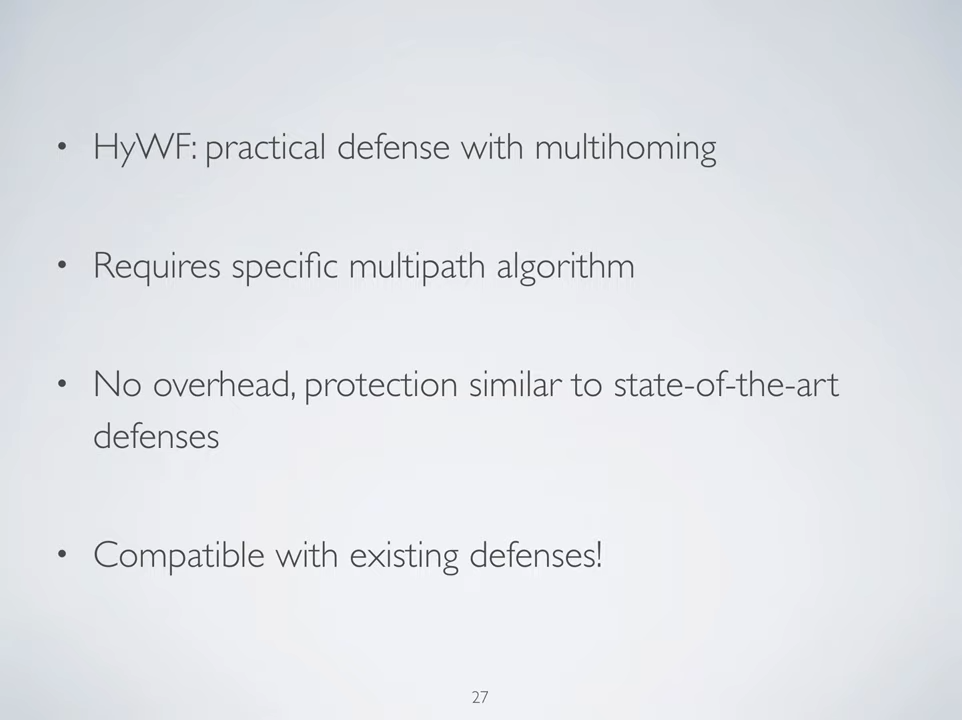 • HyWF: practical defense with multihoming
• Requires specific multipath algorithm
• No overhead, protection similar to state-of-the-art
defenses
• Compatible with existing defenses!
27